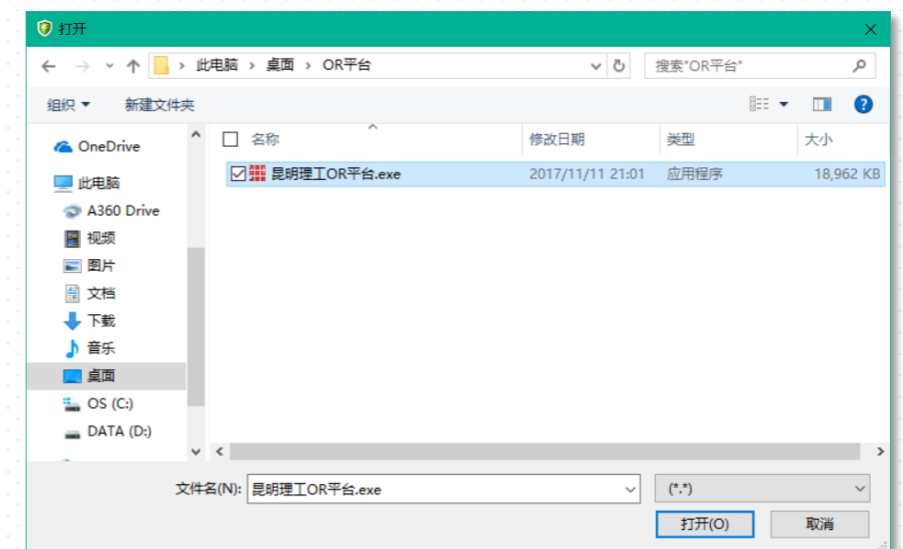 打开
此电脑 › 桌面 › OR平台
搜索"OR平台"
组织
新建文件夹
名称
修改日期
类型
大小
昆明理工OR平台.exe
2017/11/11 21:01
应用程序
18,962 KB
OneDrive
此电脑
A360 Drive
视频
图片
文档
下载
音乐
桌面
OS (C:)
DATA (D:)
文件名(N):
昆明理工OR平台.exe
(*.*)
打开(O)
取消